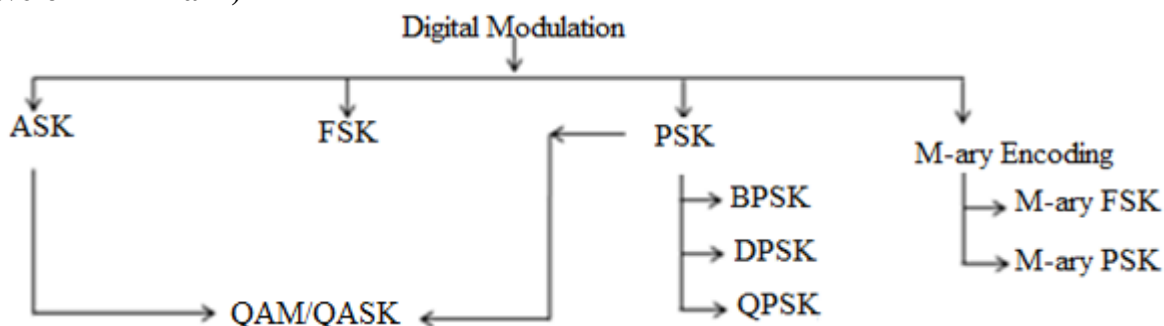 Digital Modulation
ASK
FSK
PSK
M-ary Encoding
BPSK
M-ary FSK
DPSK
M-ary PSK
QPSK
QAM/QASK